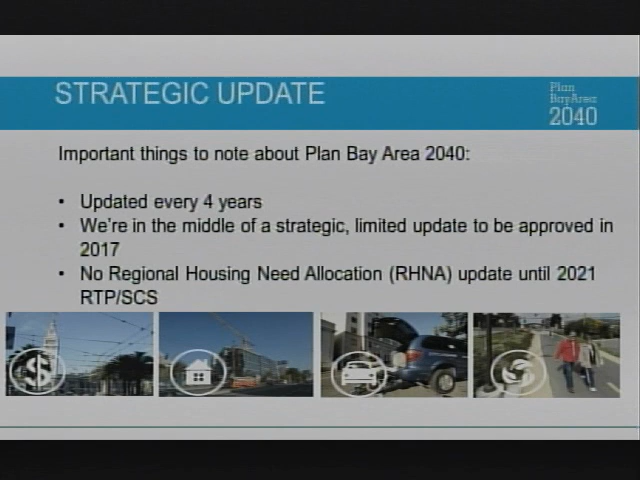 STRATEGIC UPDATE
Plan
BayArea
2040
Important things to note about Plan Bay Area 2040:
• Updated every 4 years
• We're in the middle of a strategic, limited update to be approved in
2017
• No Regional Housing Need Allocation (RHNA) update until 2021
RTP/SCS
$